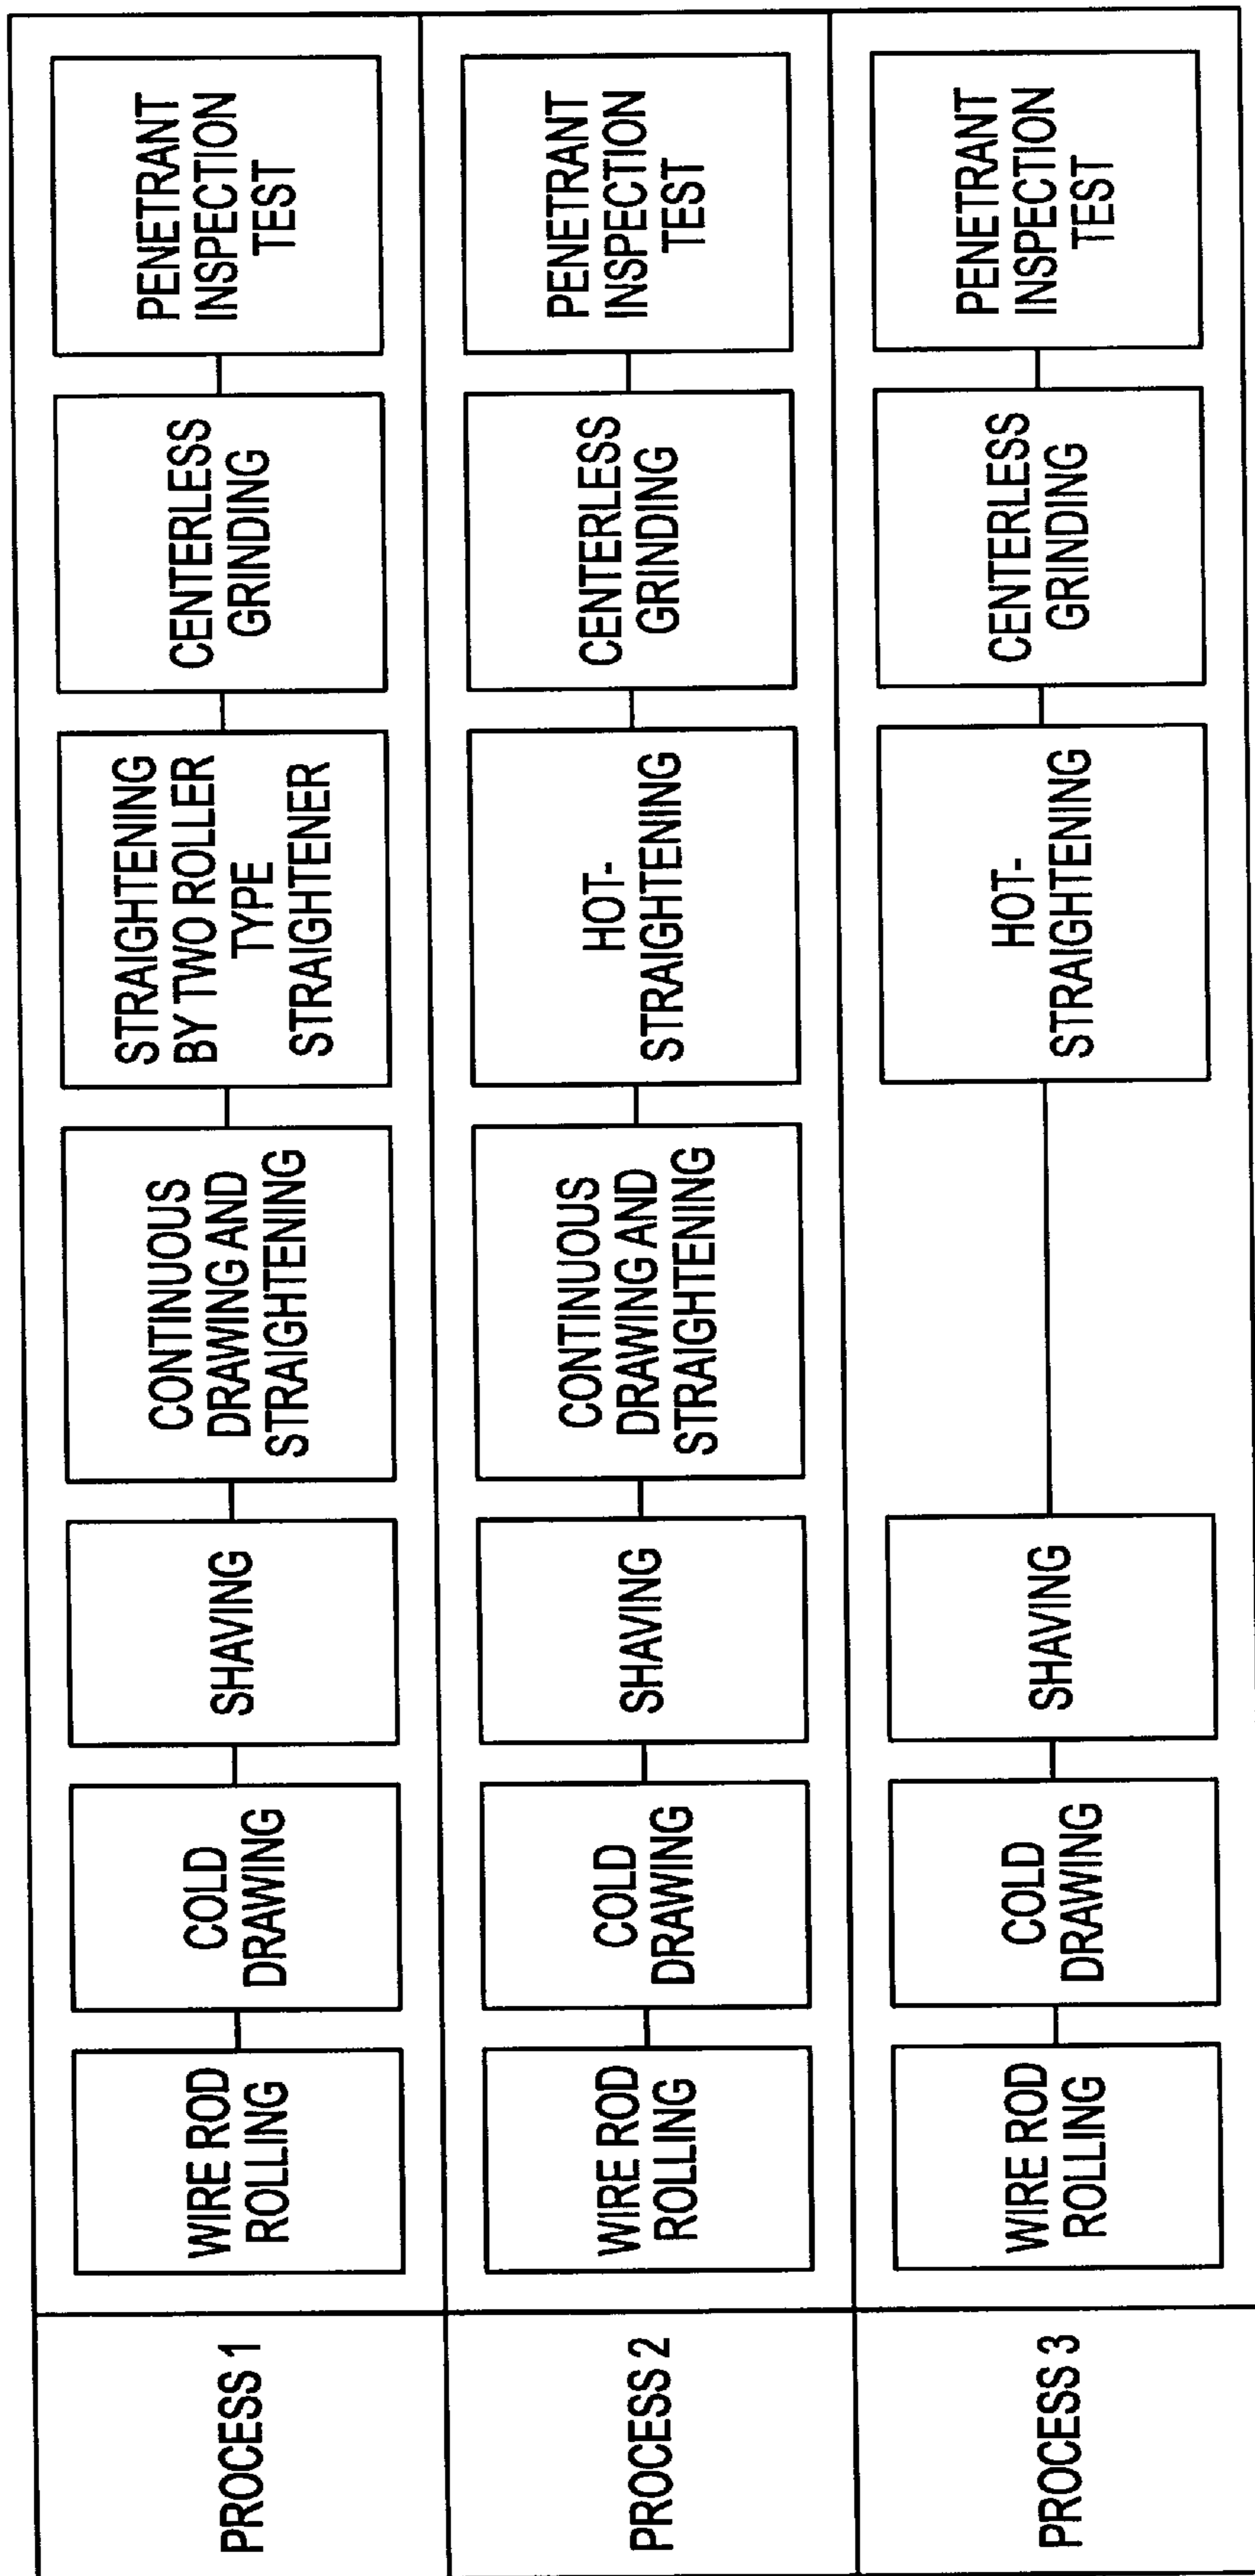 PROCESS 1
WIRE ROD
ROLLING
COLD
DRAWING
SHAVING
CONTINUOUS
DRAWING AND
STRAIGHTENING
STRAIGHTENING
BY TWO ROLLER
TYPE
STRAIGHTENER
CENTERLESS
GRINDING
PENETRANT
INSPECTION
TEST
PROCESS 2
WIRE ROD
ROLLING
COLD
DRAWING
SHAVING
CONTINUOUS
DRAWING AND
STRAIGHTENING
HOT-
STRAIGHTENING
CENTERLESS
GRINDING
PENETRANT
INSPECTION
TEST
PROCESS 3
WIRE ROD
ROLLING
COLD
DRAWING
SHAVING
HOT-
STRAIGHTENING
CENTERLESS
GRINDING
PENETRANT
INSPECTION
TEST